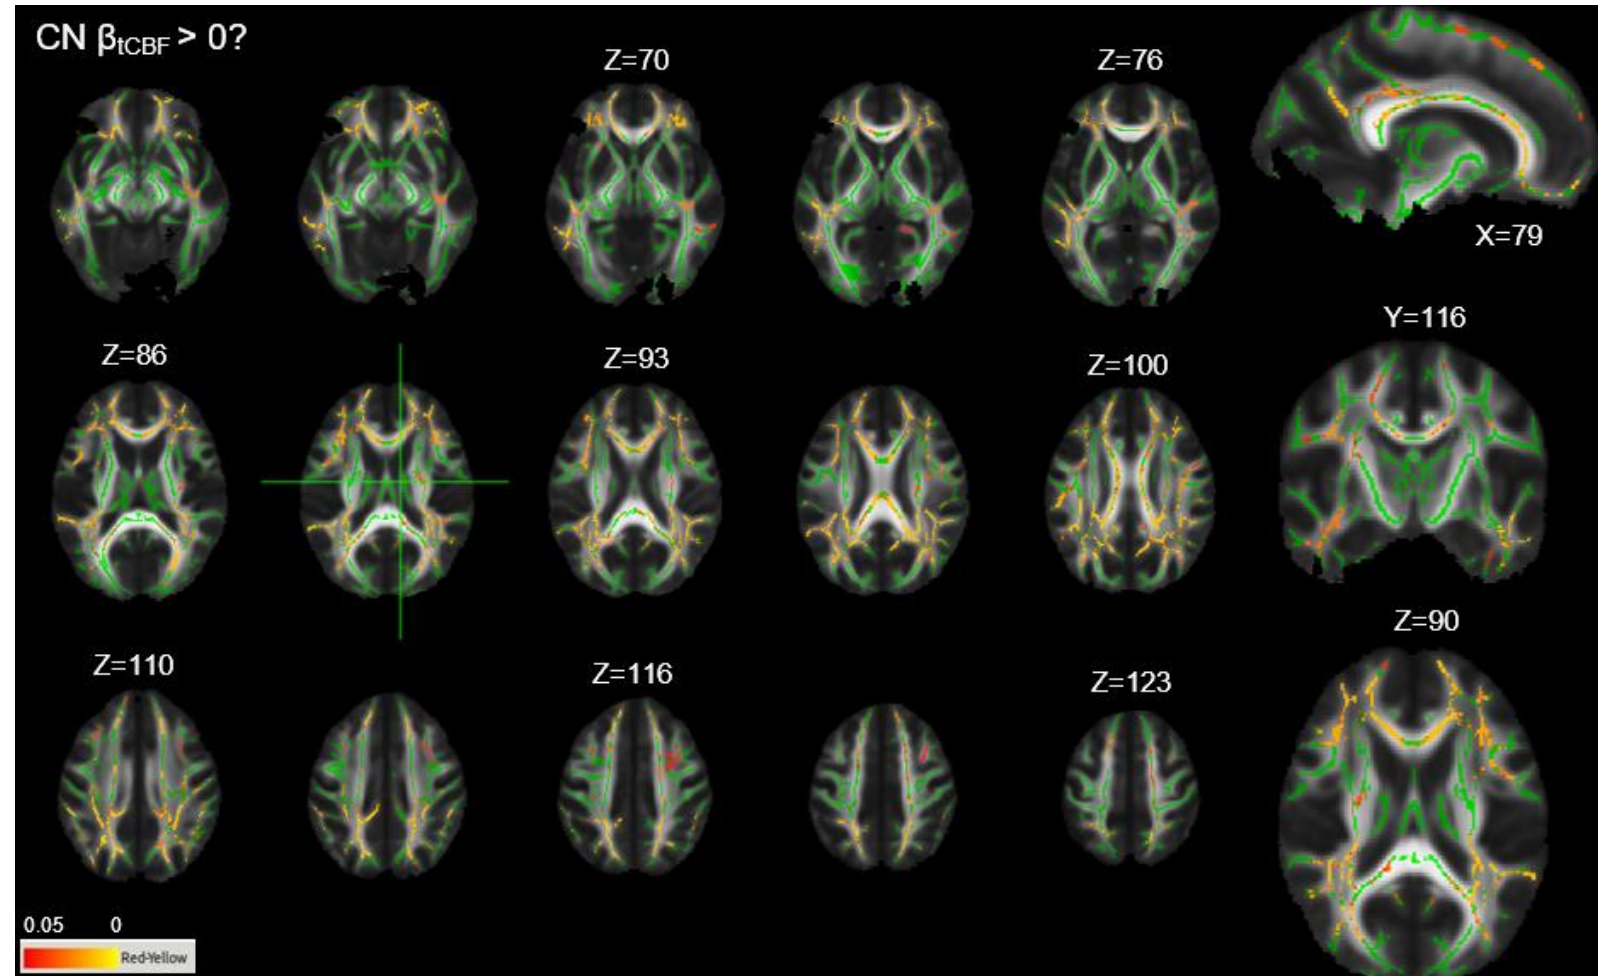 CN βtCBF > 0?
Z=70
Z=76
X=79
Y=116
Z=86
Z=93
Z=100
Z=90
Z=110
Z=116
Z=123
0.05 0
Red-Yellow